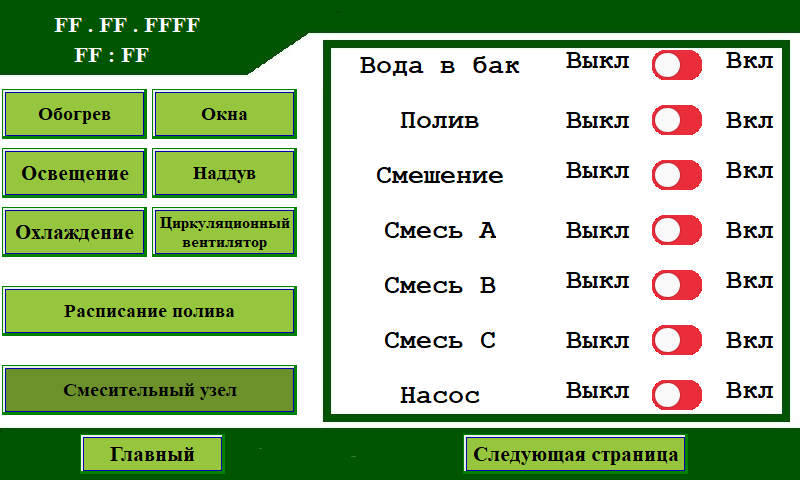 FF . FF . FFFF
FF : FF
Обогрев
Окна
Освещение
Наддув
Охлаждение
Циркуляционный
вентилятор
Расписание полива
Смесительный узел
Вода в бак Выкл Вкл
Полив Выкл Вкл
Смешение Выкл Вкл
Смесь A Выкл Вкл
Смесь B Выкл Вкл
Смесь C Выкл Вкл
Насос Выкл Вкл
Главный
Следующая страница